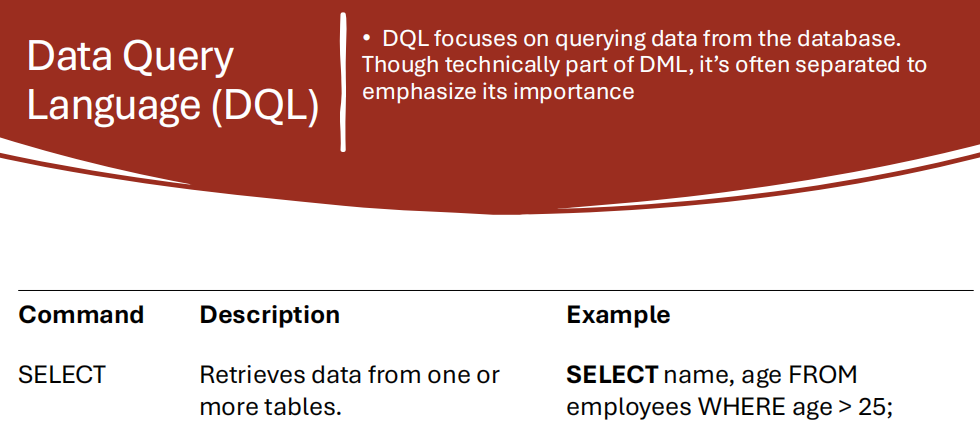 Data Query
Language (DQL)
• DQL focuses on querying data from the database.
Though technically part of DML, it’s often separated to
emphasize its importance
Command Description Example
SELECT Retrieves data from one or SELECT name, age FROM
more tables. employees WHERE age > 25;